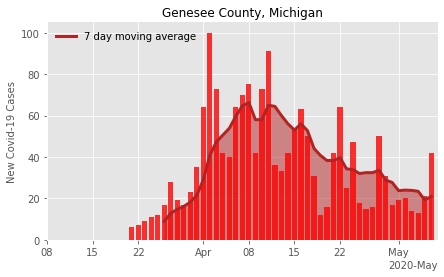 Genesee County, Michigan
7 day moving average
New Covid-19 Cases
100
80
60
40
20
0
08 15 22 Apr 08 15 22 May
2020-May